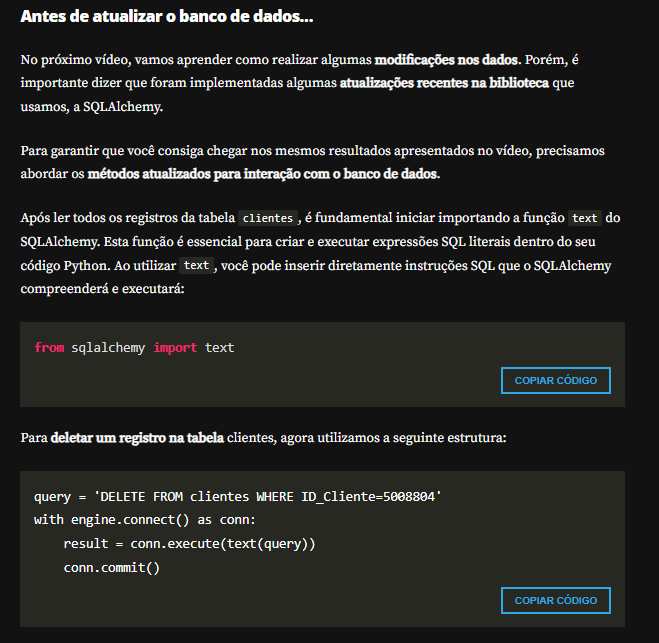 Antes de atualizar o banco de dados...
No próximo vídeo, vamos aprender como realizar algumas modificações nos dados. Porém, é
importante dizer que foram implementadas algumas atualizações recentes na biblioteca que
usamos, a SQLAlchemy.
Para garantir que você consiga chegar nos mesmos resultados apresentados no vídeo, precisamos
abordar os métodos atualizados para interação com o banco de dados.
Após ler todos os registros da tabela clientes, é fundamental iniciar importando a função text do
SQLAlchemy. Esta função é essencial para criar e executar expressões SQL literais dentro do seu
código Python. Ao utilizar text, você pode inserir diretamente instruções SQL que o SQLAlchemy
compreenderá e executará:
from sqlalchemy import text
COPIAR CÓDIGO
Para deletar um registro na tabela clientes, agora utilizamos a seguinte estrutura:
query = 'DELETE FROM clientes WHERE ID_Cliente=5008804'
with engine.connect() as conn:
    result = conn.execute(text(query))
    conn.commit()
COPIAR CÓDIGO